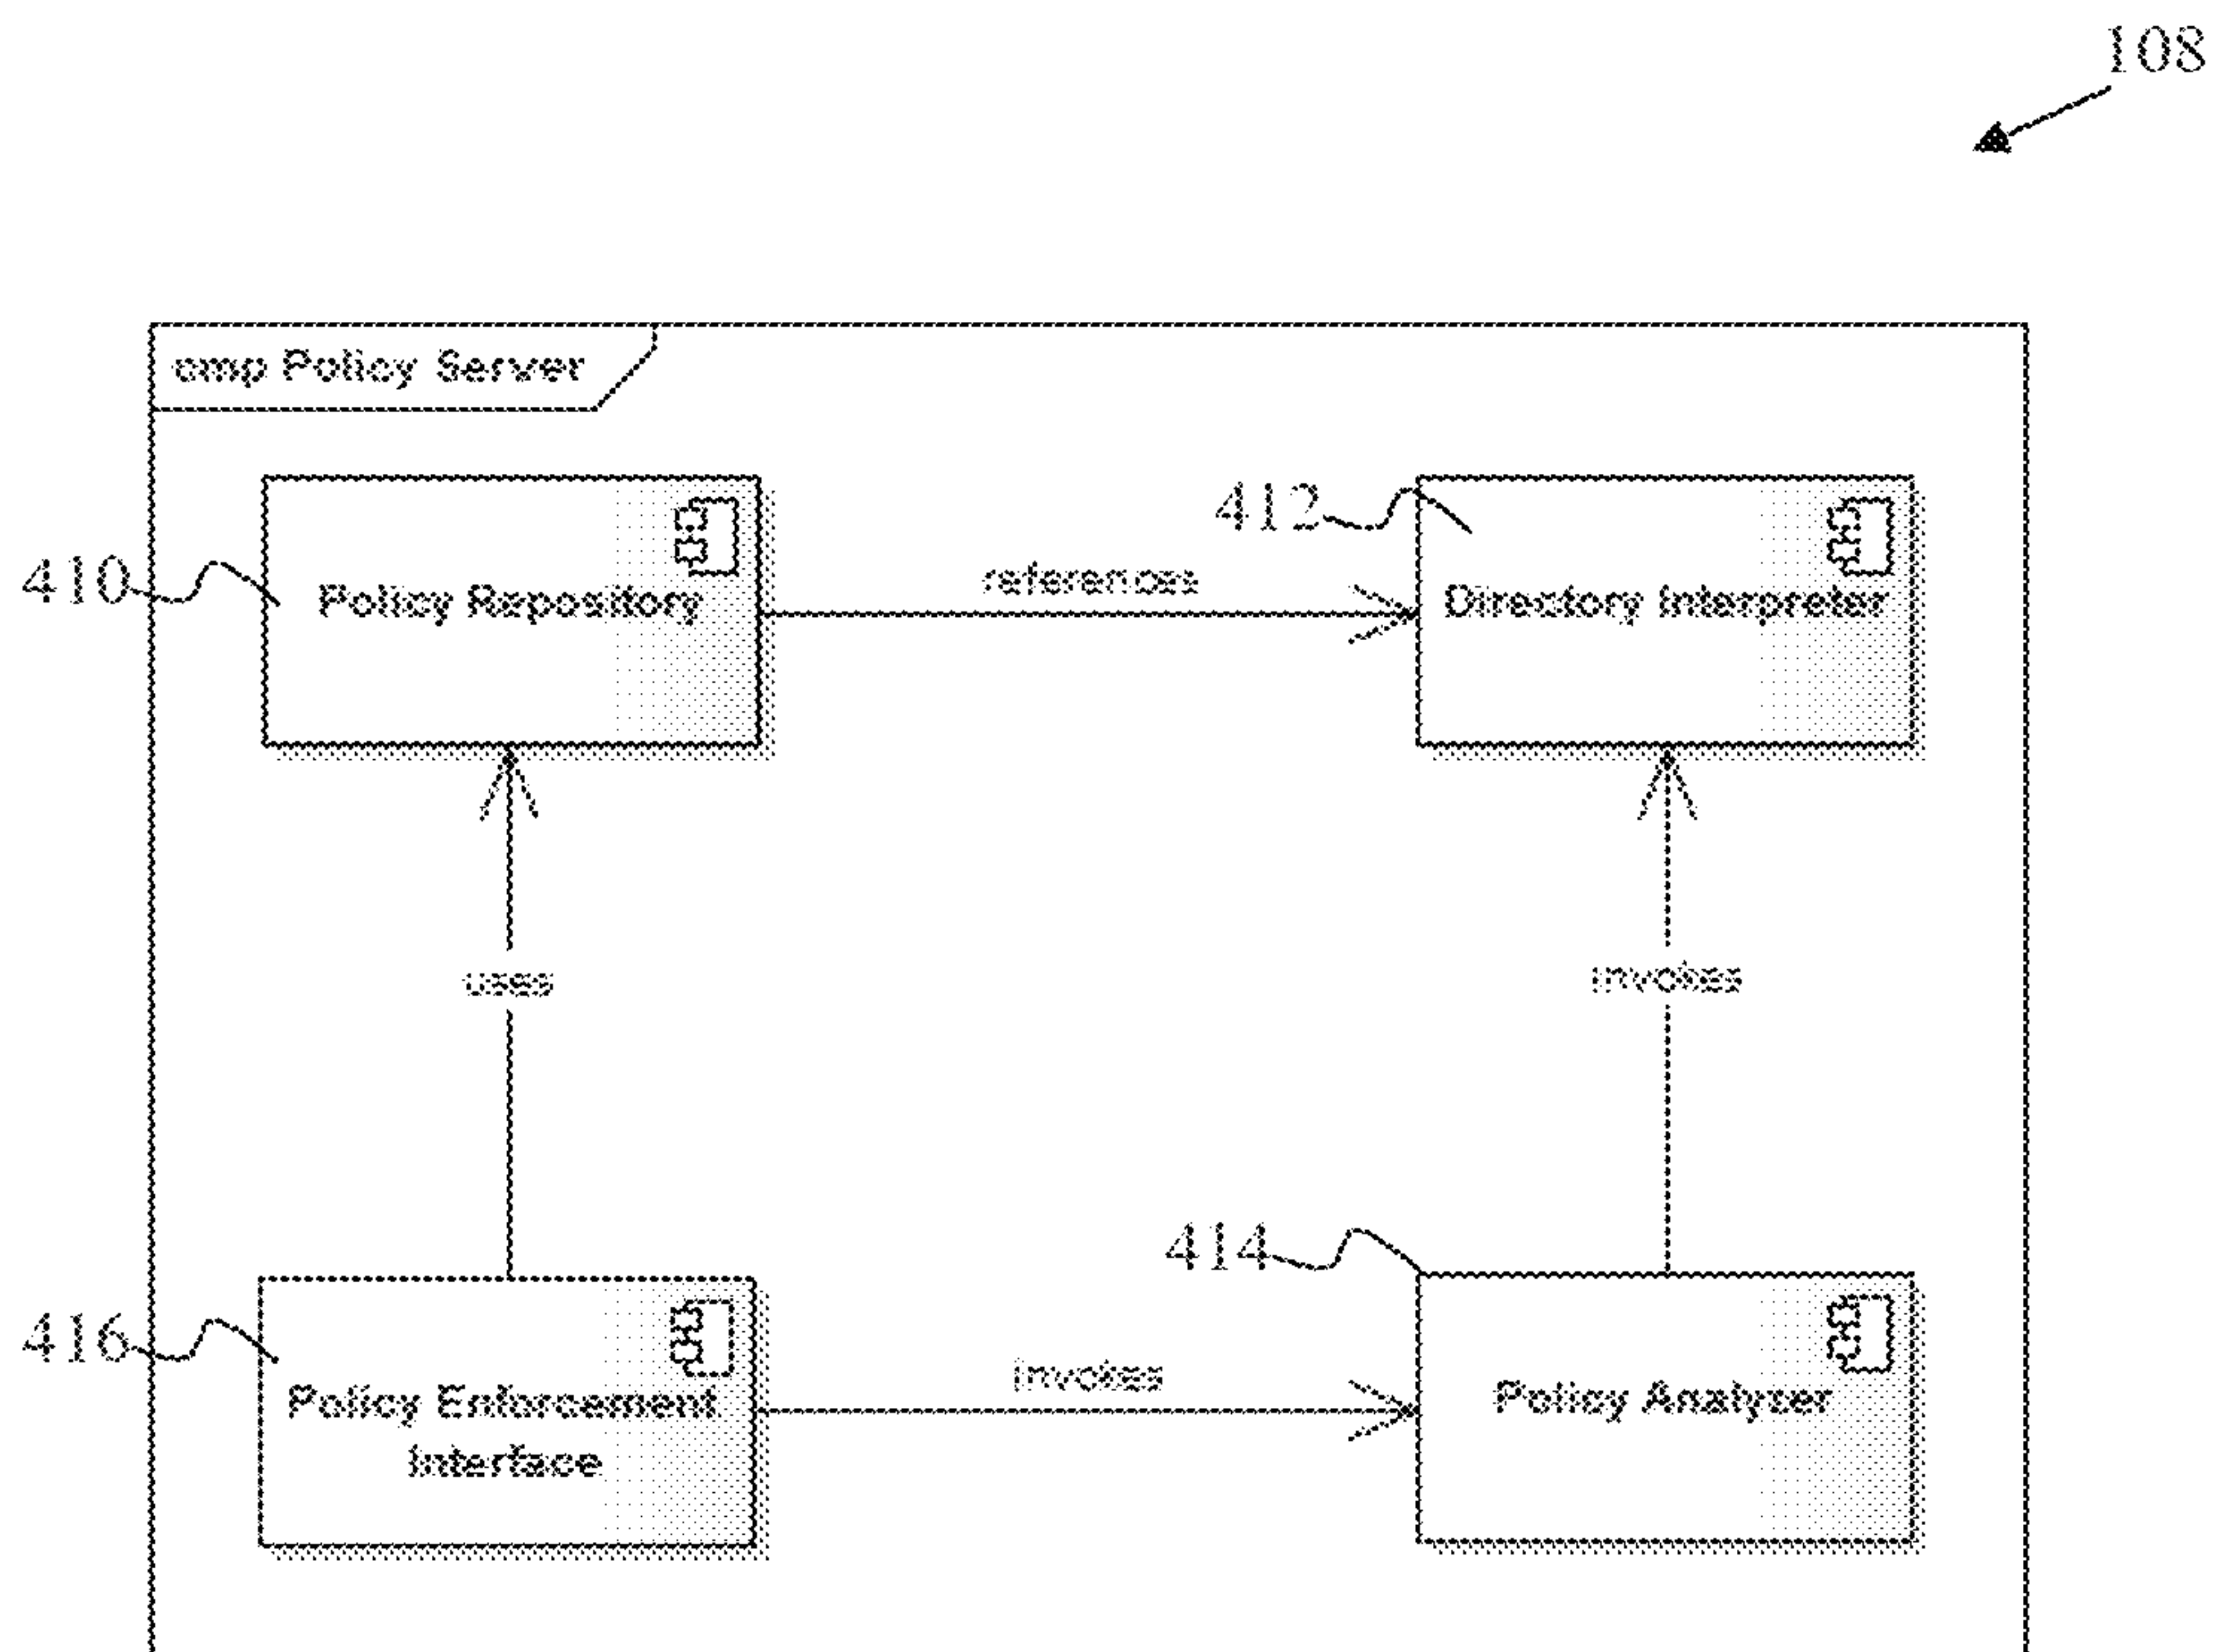 108
cmp Policy Server
410
Policy Repository
references
412
Directory Interpreter
uses
invokes
416
Policy Enforcement
Interface
invokes
414
Policy Analyzer